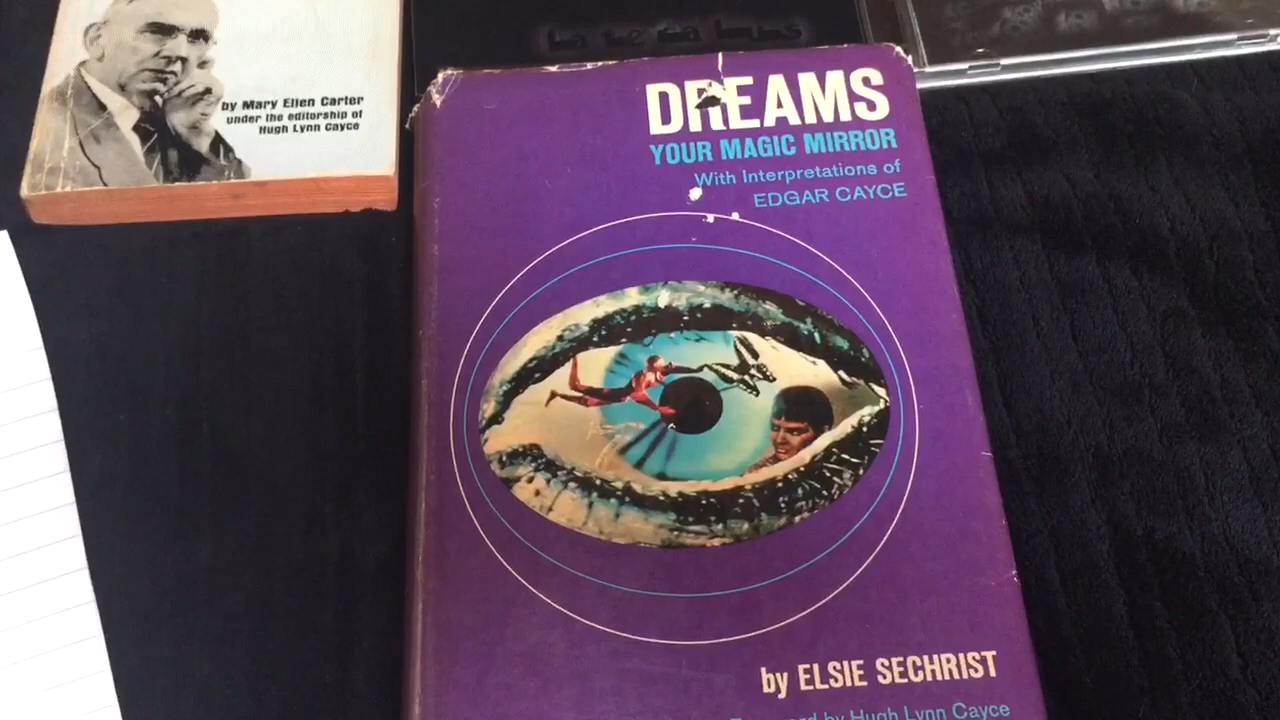 by Mary Ellen Carter
under the editorship of
Hugh Lynn Cayce
DREAMS
YOUR MAGIC MIRROR
With Interpretations of
EDGAR CAYCE
by ELSIE SECHRIST
Foreword by Hugh Lynn Cayce